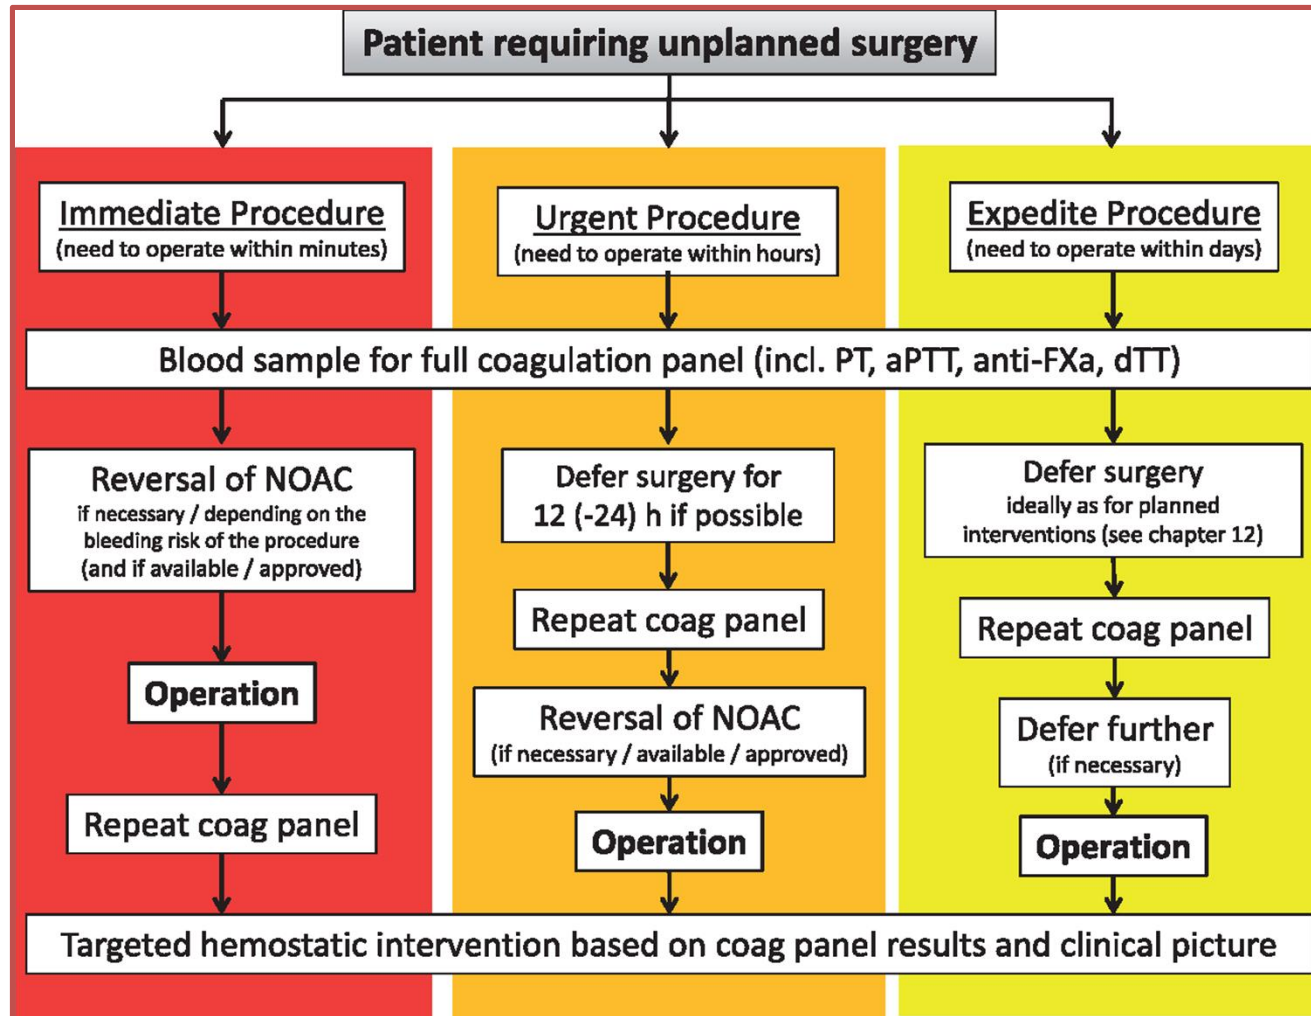 Patient requiring unplanned surgery
Immediate Procedure
(need to operate within minutes)
Urgent Procedure
(need to operate within hours)
Expedite Procedure
(need to operate within days)
Blood sample for full coagulation panel (incl. PT, aPTT, anti-FXa, dTT)
Reversal of NOAC
if necessary / depending on the
bleeding risk of the procedure
(and if available / approved)
Operation
Repeat coag panel
Defer surgery for
12 (-24) h if possible
Repeat coag panel
Reversal of NOAC
(if necessary / available / approved)
Operation
Defer surgery
ideally as for planned
interventions (see chapter 12)
Repeat coag panel
Defer further
(if necessary)
Operation
Targeted hemostatic intervention based on coag panel results and clinical picture